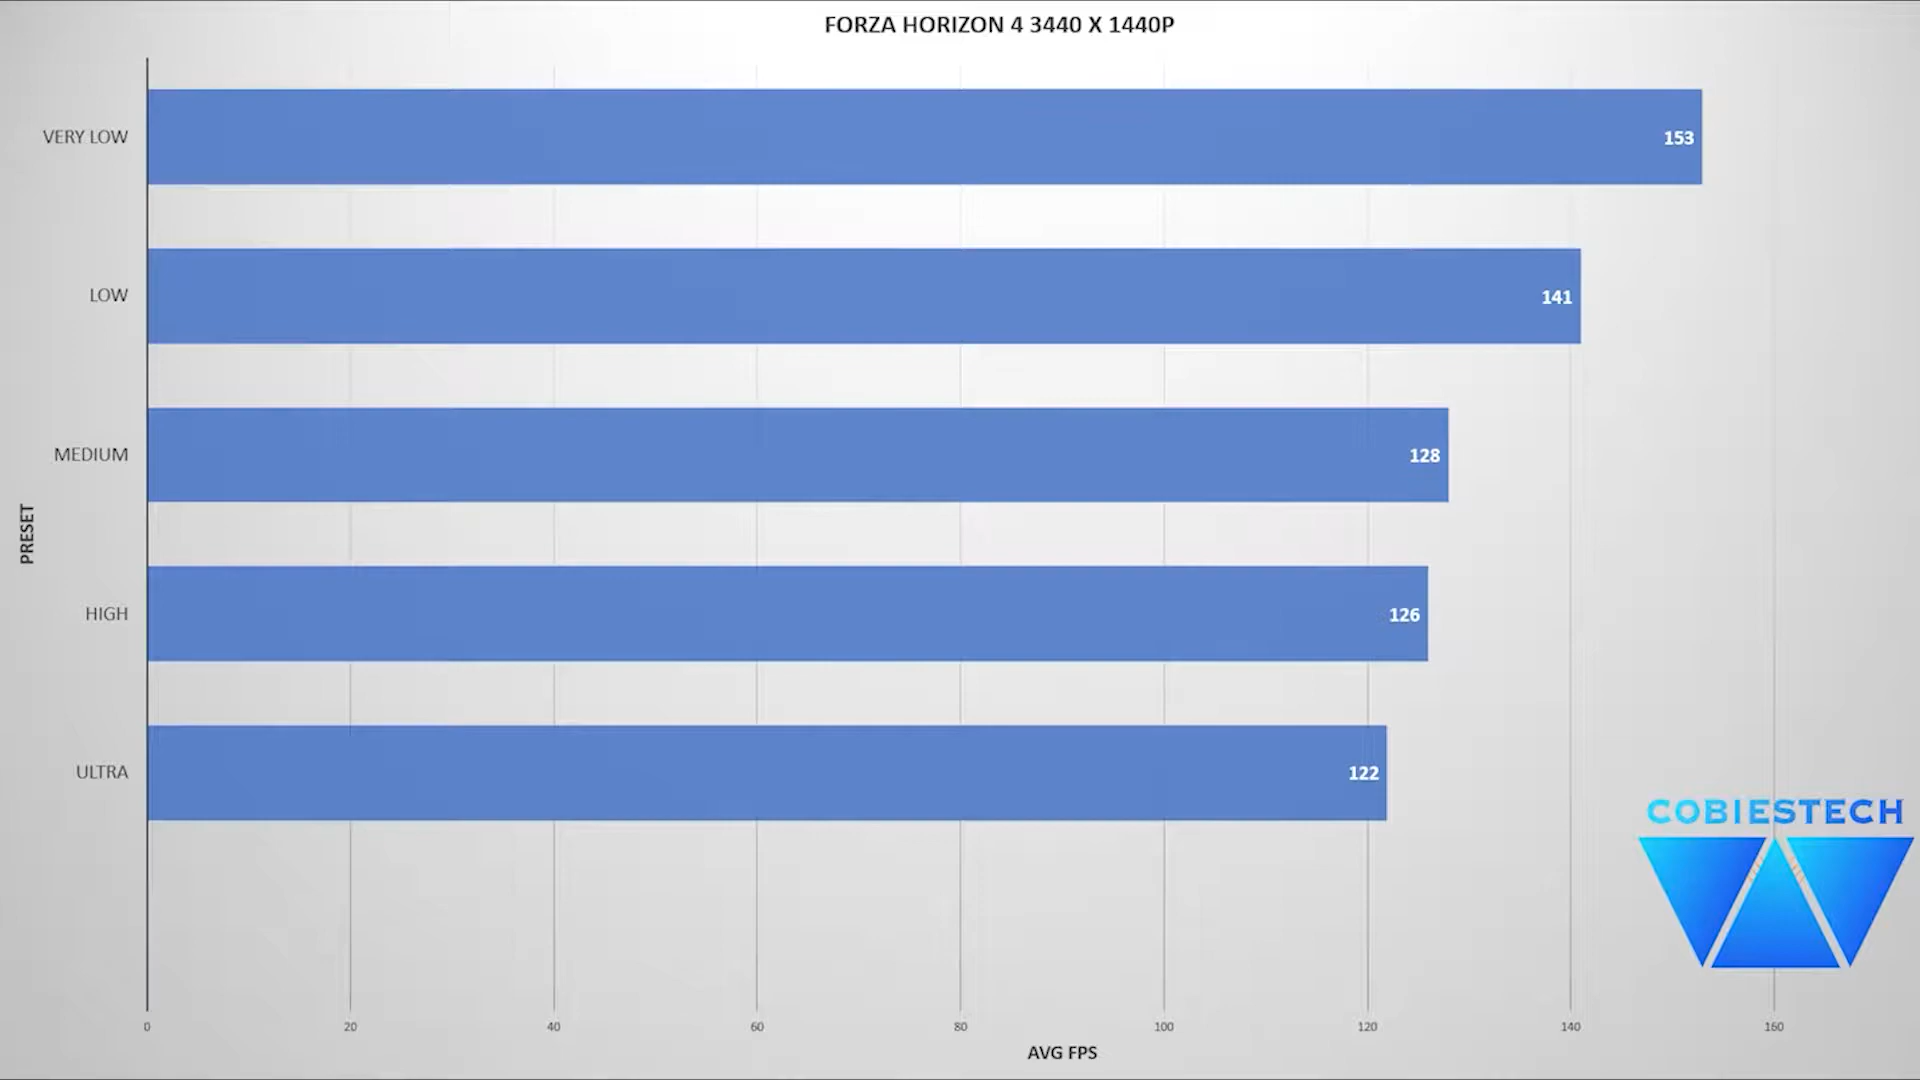 FORZA HORIZON 4 3440 X 1440P
VERY LOW
153
LOW
141
MEDIUM
128
PRESET
HIGH
126
ULTRA
122
COBIESTECH
0 20 40 60 80 100 120 140 160
AVG FPS